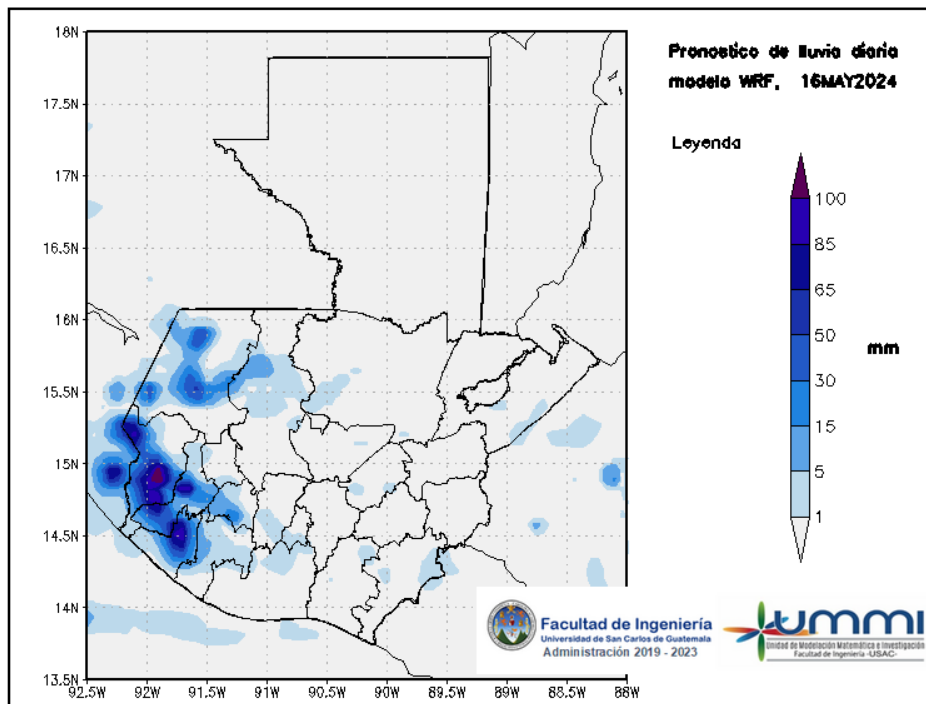 Pronostico de lluvia diaria
modelo WRF, 16MAY2024
Leyenda
100
85
65
50
30
15
5
1
mm
18N
17.5N
17N
16.5N
16N
15.5N
15N
14.5N
14N
13.5N
92.5W
92W
91.5W
91W
90.5W
90W
89.5W
89W
88.5W
88W
Facultad de Ingeniería
Universidad de San Carlos de Guatemala
Administración 2019 - 2023
UMMI
Unidad de Modelación Matemática e Investigación
Facultad de Ingeniería -USAC-